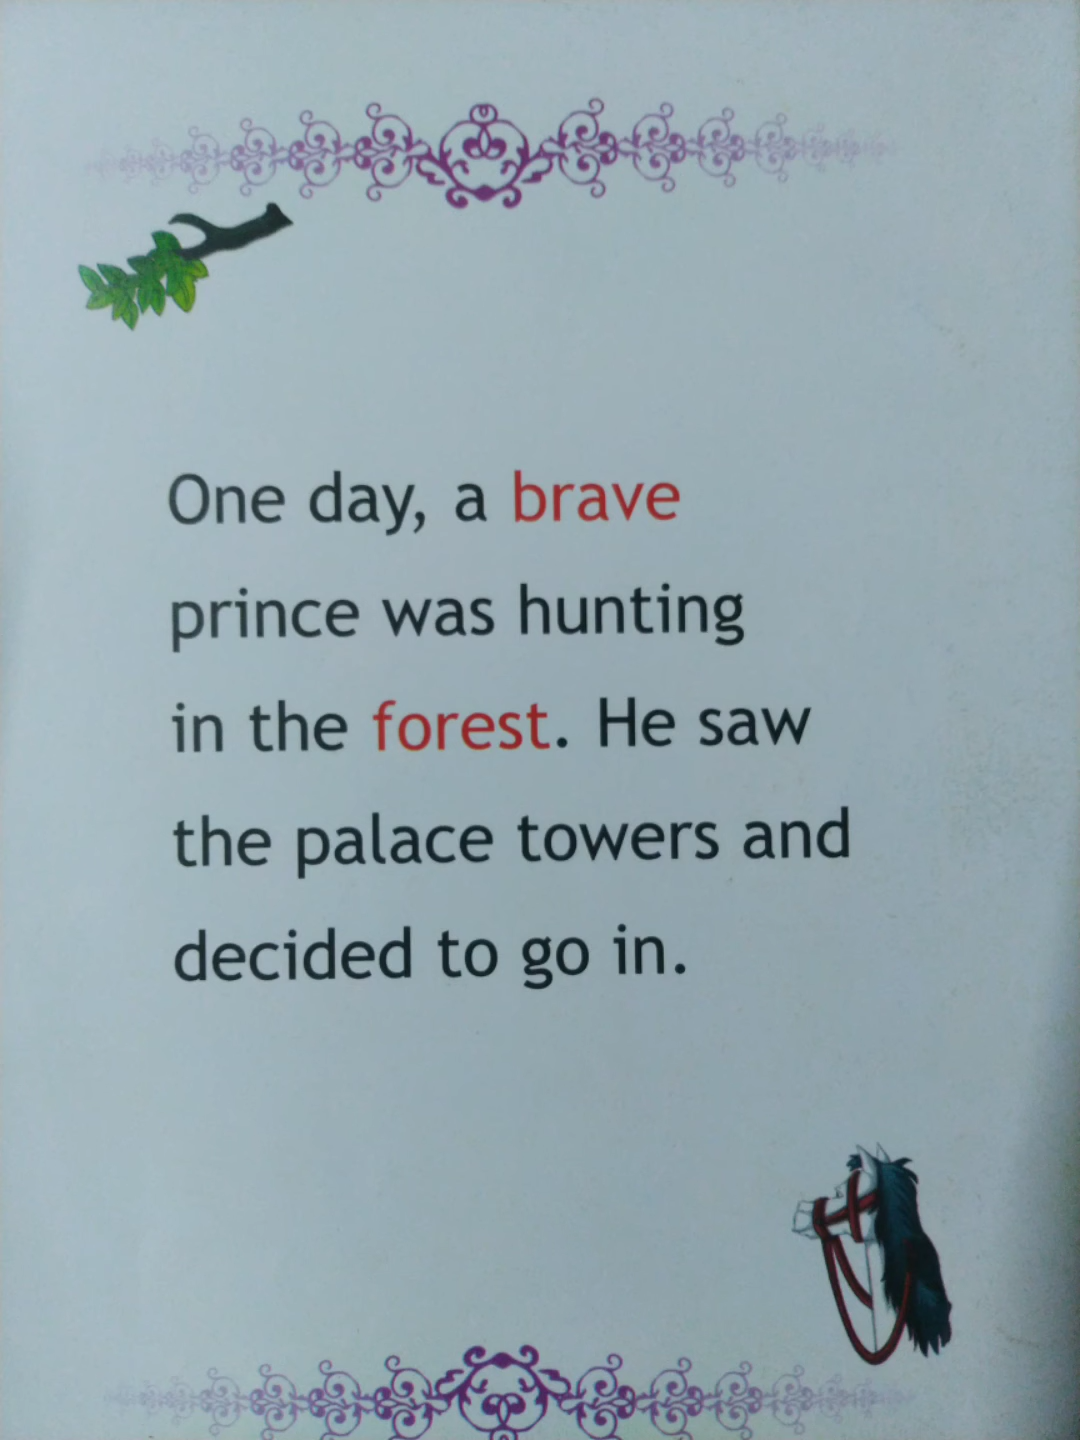 One day, a brave
prince was hunting
in the forest. He saw
the palace towers and
decided to go in.